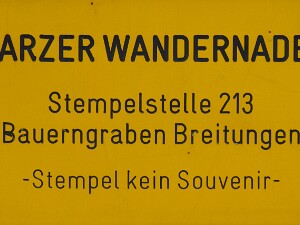 ARZER WANDERNADE
Stempelstelle 213
Bauerngraben Breitungen
-Stempel kein Souvenir-